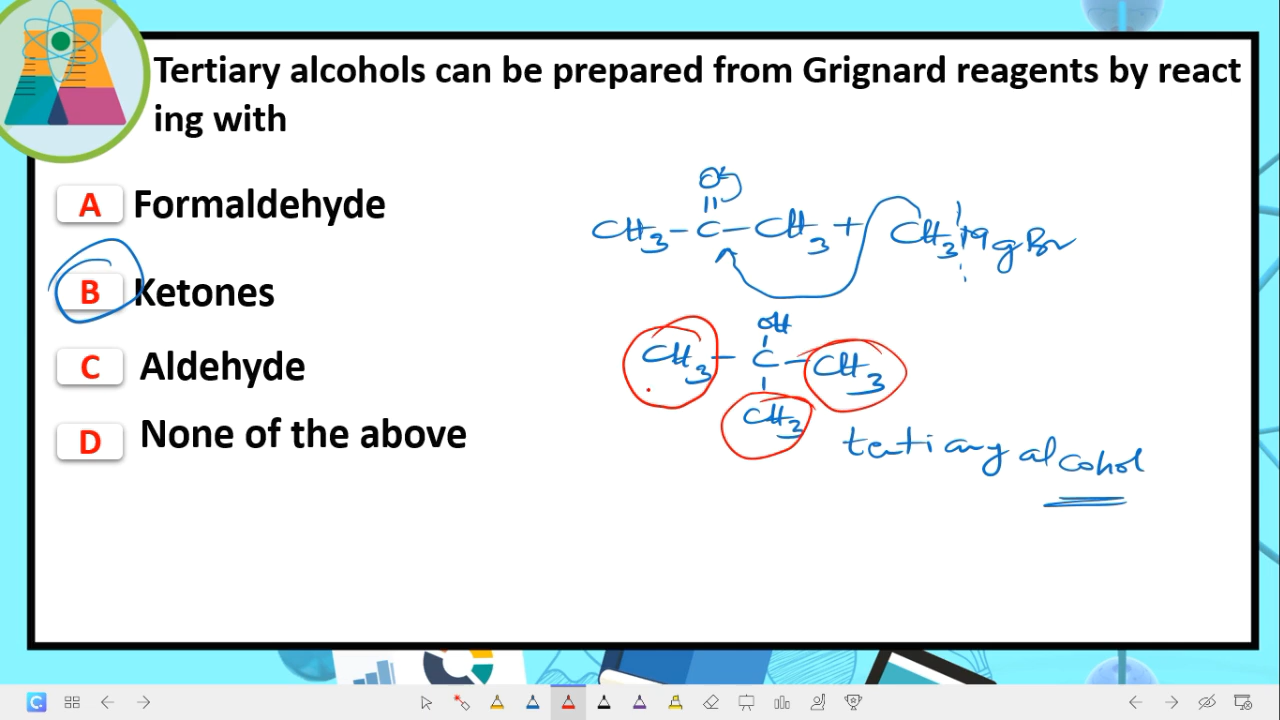 Tertiary alcohols can be prepared from Grignard reagents by react
ing with
A Formaldehyde
B Ketones
C Aldehyde
D None of the above
O
||
CH3-C-CH3+ CH3MgBr
OH
CH3-C-CH3
CH3
tertiary alcohol
C